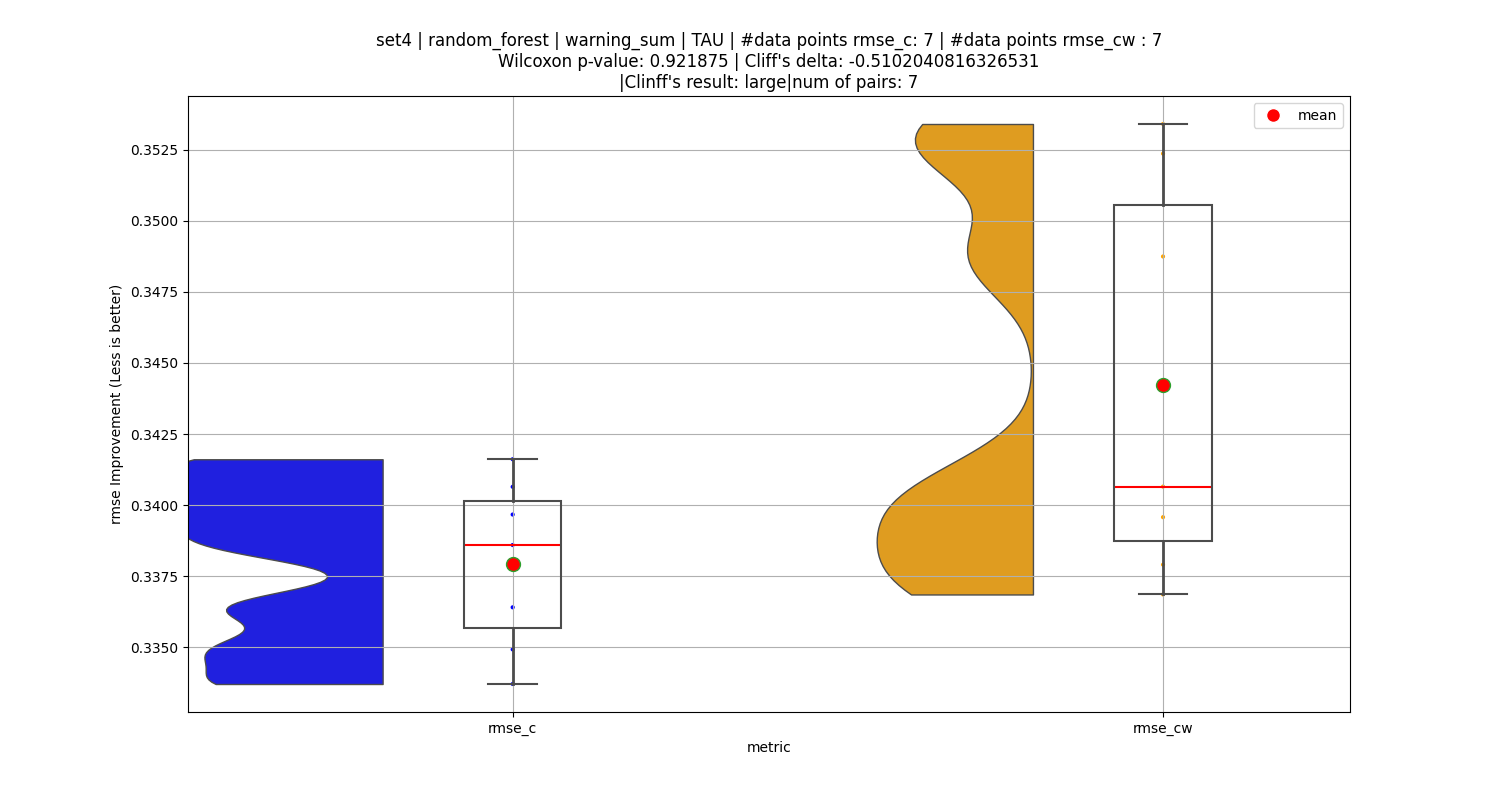 set4 | random_forest | warning_sum | TAU | #data points rmse_c: 7 | #data points rmse_cw : 7
Wilcoxon p-value: 0.921875 | Cliff's delta: -0.5102040816326531
|Clinff's result: large|num of pairs: 7
mean
0.3525
0.3500
0.3475
0.3450
0.3425
0.3400
0.3375
0.3350
rmse Improvement (Less is better)
rmse_c
rmse_cw
metric